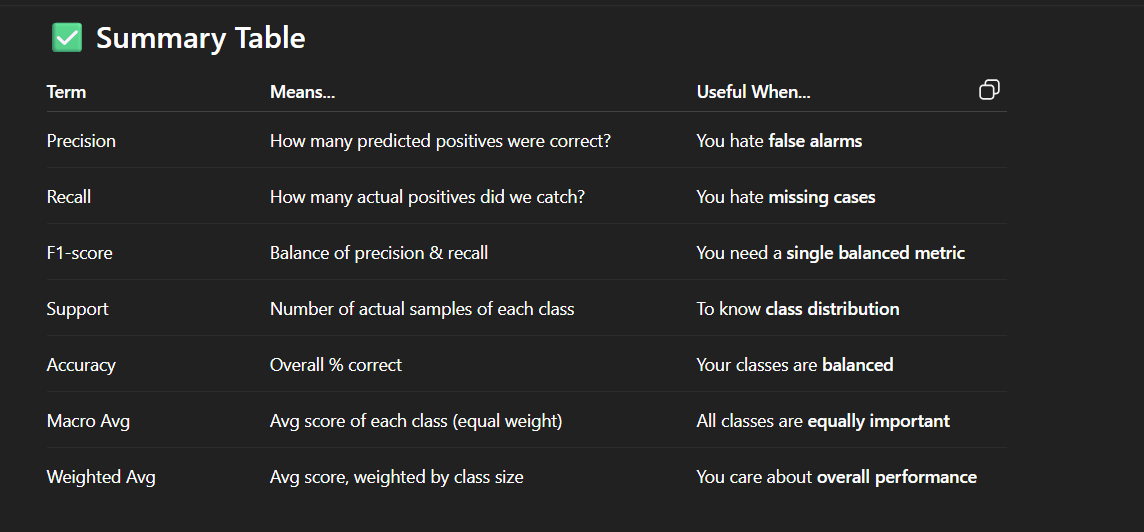 ✅ Summary Table
Term Means... Useful When...
Precision How many predicted positives were correct? You hate false alarms
Recall How many actual positives did we catch? You hate missing cases
F1-score Balance of precision & recall You need a single balanced metric
Support Number of actual samples of each class To know class distribution
Accuracy Overall % correct Your classes are balanced
Macro Avg Avg score of each class (equal weight) All classes are equally important
Weighted Avg Avg score, weighted by class size You care about overall performance